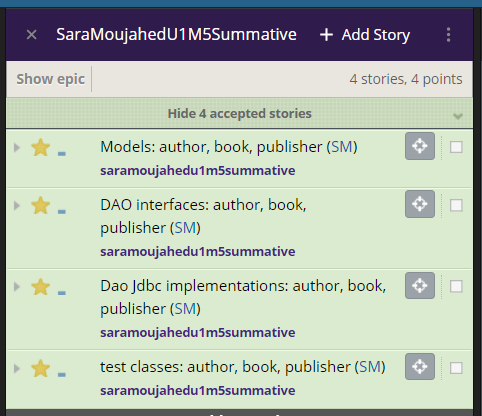 × SaraMoujahedU1M5Summative + Add Story
Show epic 4 stories, 4 points
Hide 4 accepted stories
Models: author, book, publisher (SM)
saramoujahedu1m5summative
DAO interfaces: author, book,
publisher (SM)
saramoujahedu1m5summative
Dao Jdbc implementations: author, book,
publisher (SM)
saramoujahedu1m5summative
test classes: author, book, publisher (SM)
saramoujahedu1m5summative